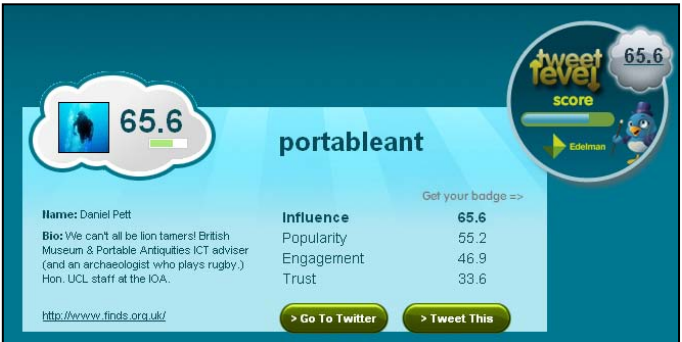 tweet
level
65.6
score
Edelman
65.6
portableant
Get your badge =>
Name: Daniel Pett
Bio: We can't all be lion tamers! British
Museum & Portable Antiquities ICT adviser
(and an archaeologist who plays rugby.)
Hon. UCL staff at the IOA.
http://www.finds.org.uk/
Influence 65.6
Popularity 55.2
Engagement 46.9
Trust 33.6
> Go To Twitter
> Tweet This